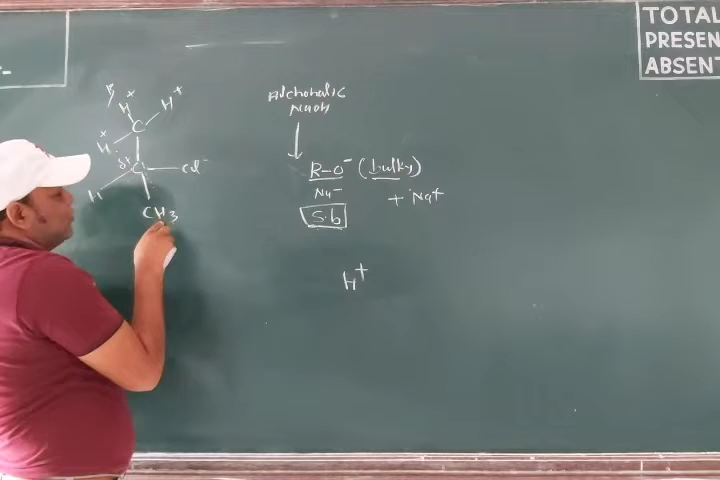 TOTAL
PRESEN
ABSENT
H H +
C
H
δ+ C Cl-
H
CH3
Alchoholic
NaOH
R-O- (bulky)
Nu-
+ Na+
S.b
H+